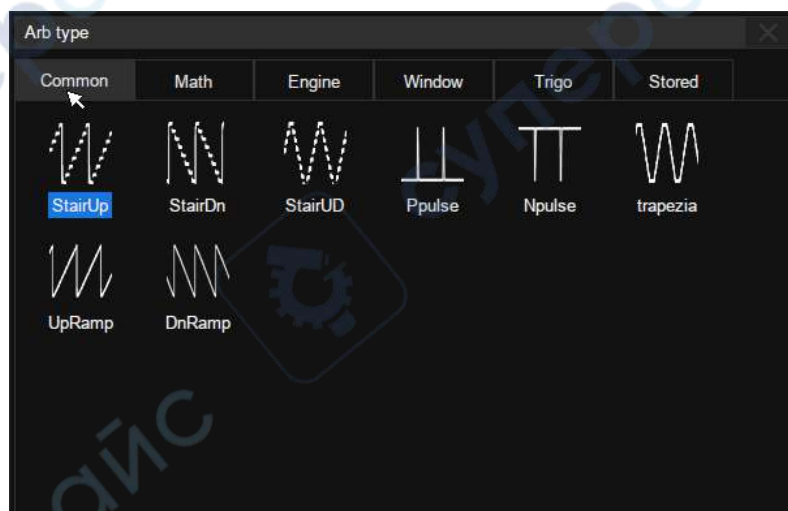 Arb type
Common Math Engine Window Trigo Stored
StairUp StairDn StairUD Ppulse Npulse trapezia
UpRamp DnRamp